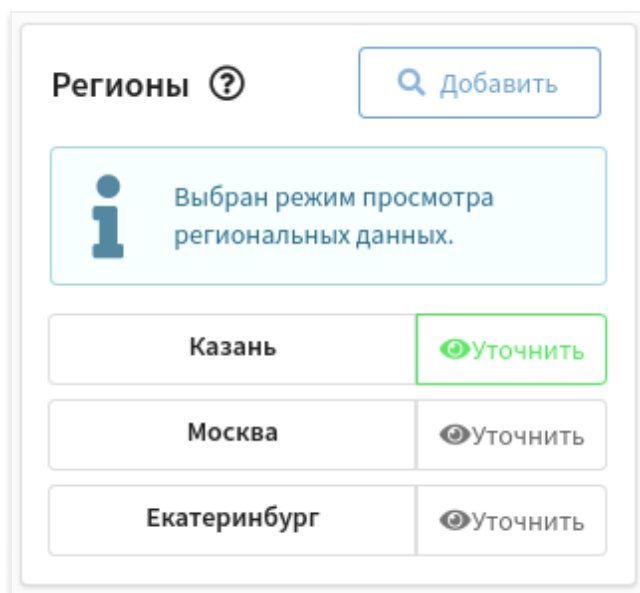 Регионы
Добавить
Выбран режим просмотра
региональных данных.
Казань
Уточнить
Москва
Уточнить
Екатеринбург
Уточнить